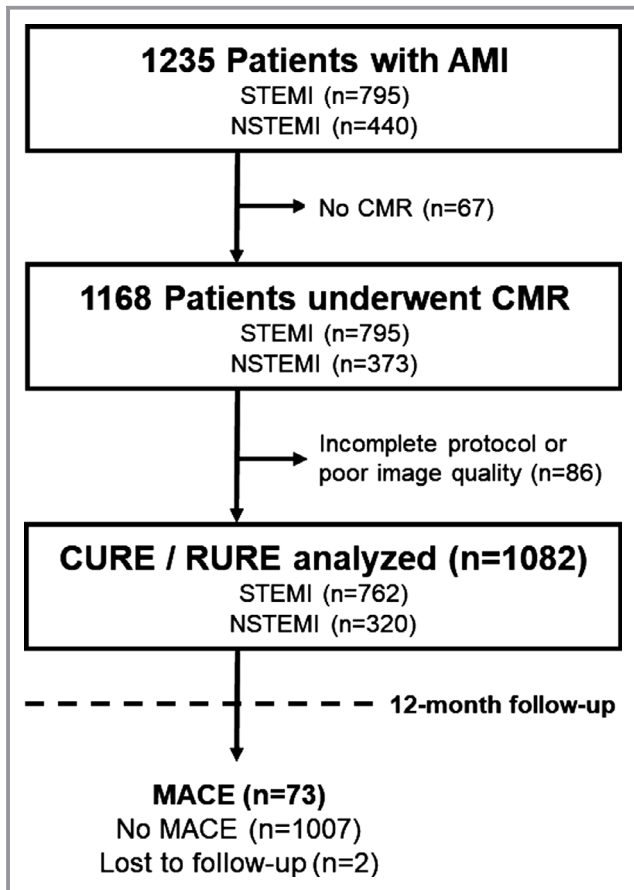 1235 Patients with AMI
STEMI (n=795)
NSTEMI (n=440)
No CMR (n=67)
1168 Patients underwent CMR
STEMI (n=795)
NSTEMI (n=373)
Incomplete protocol or
poor image quality (n=86)
CURE / RURE analyzed (n=1082)
STEMI (n=762)
NSTEMI (n=320)
12-month follow-up
MACE (n=73)
No MACE (n=1007)
Lost to follow-up (n=2)